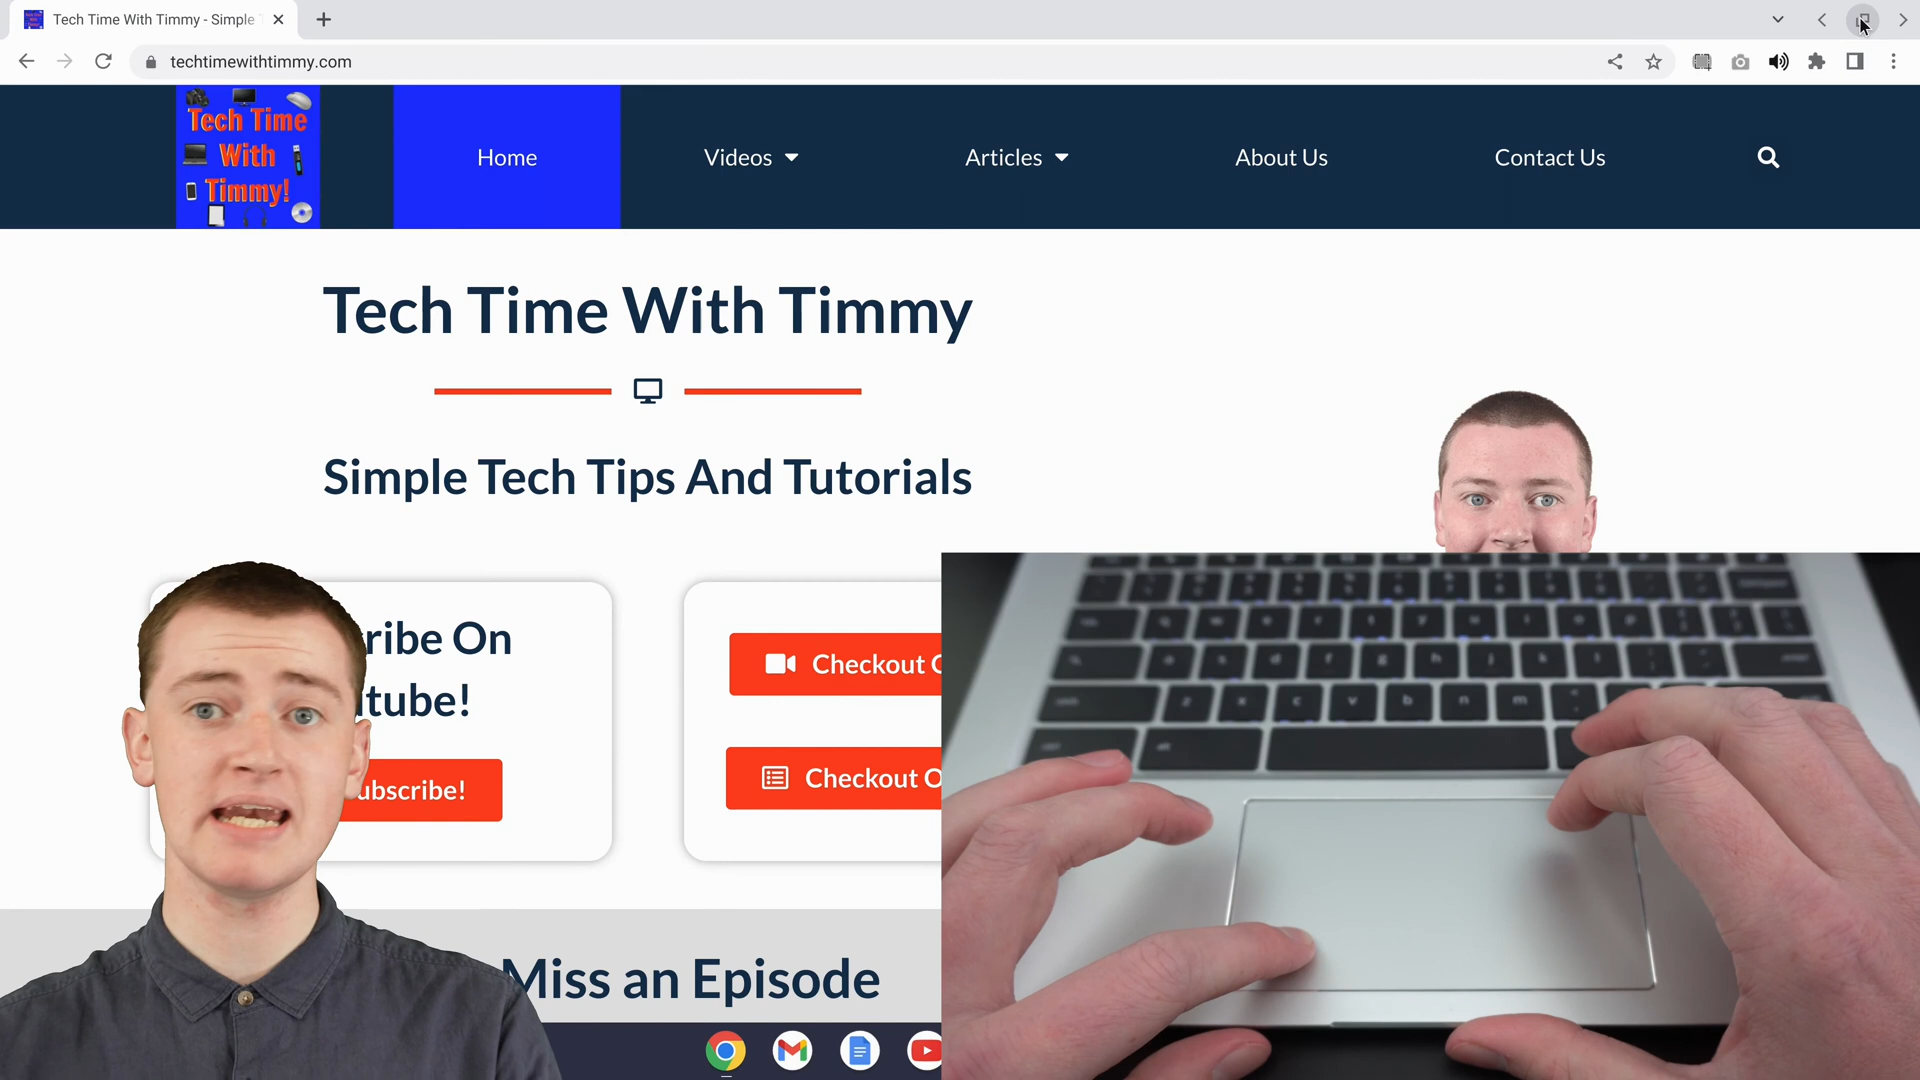 Tech Time With Timmy - Simple T
techtimewithtimmy.com
Tech Time
With
Timmy!
Home
Videos
Articles
About Us
Contact Us
Tech Time With Timmy
Simple Tech Tips And Tutorials
ribe On
tube!
ubscribe!
Checkout
Checkout
Miss an Episode